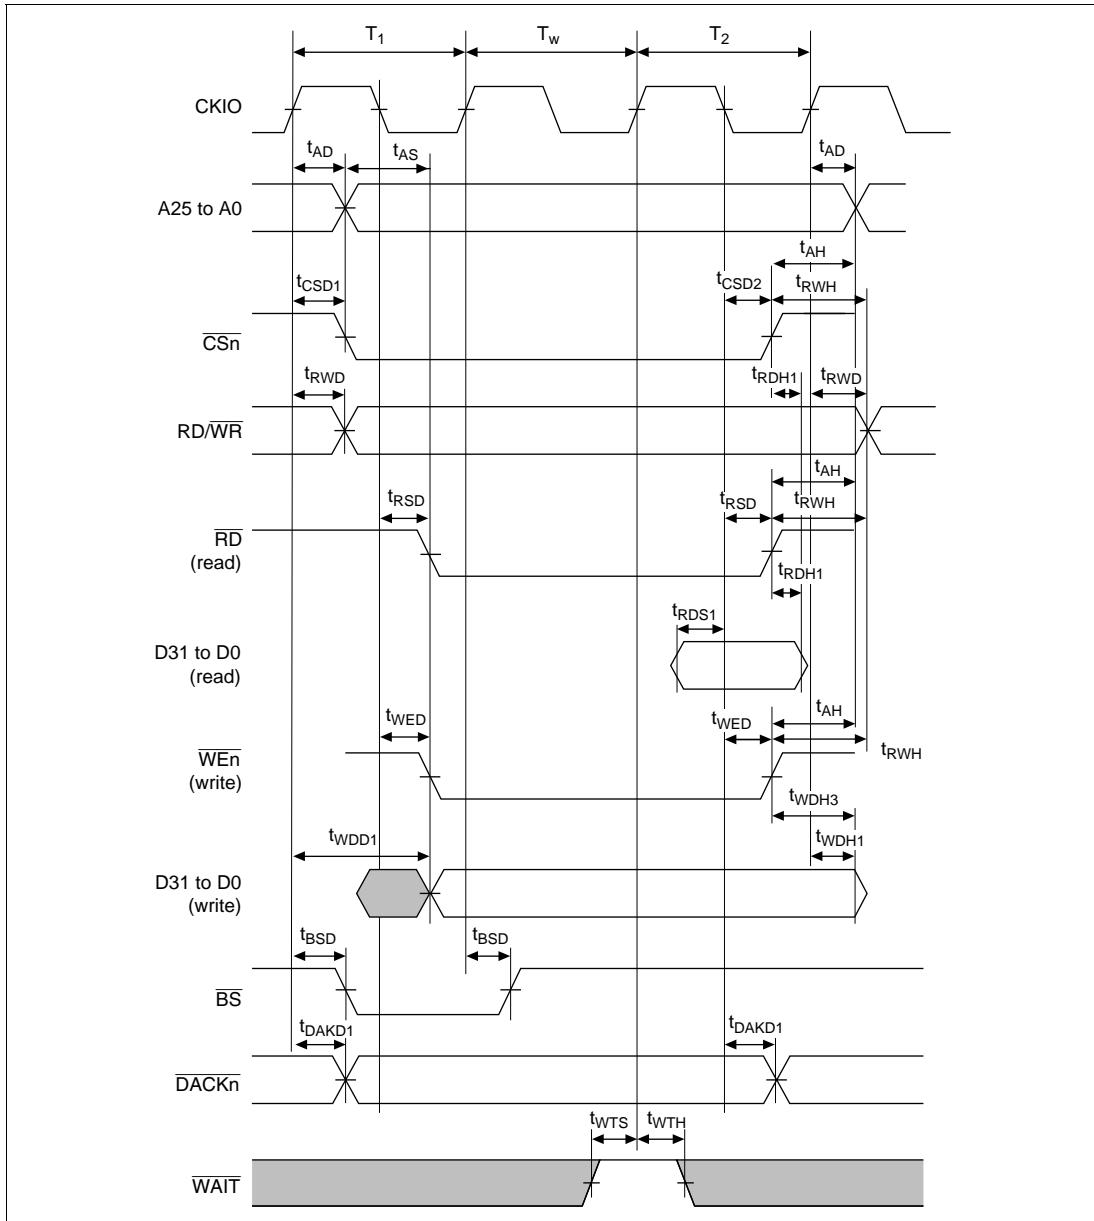 T1 Tw T2
CKIO
tAD tAS tAD
A25 to A0
tAH
tCSD1 tCSD2 tRWH
CSn
tRDH1
tRWD tRWD
RD/WR
tAH
tRSD tRSD tRWH
RD
(read)
tRDH1
tRDS1
D31 to D0
(read)
tAH
tWED tWED
tRWH
WEn
(write)
tWDH3
tWDD1 tWDH1
D31 to D0
(write)
tBSD tBSD
BS
tDAKD1 tDAKD1
DACKn
tWTS tWTH
WAIT